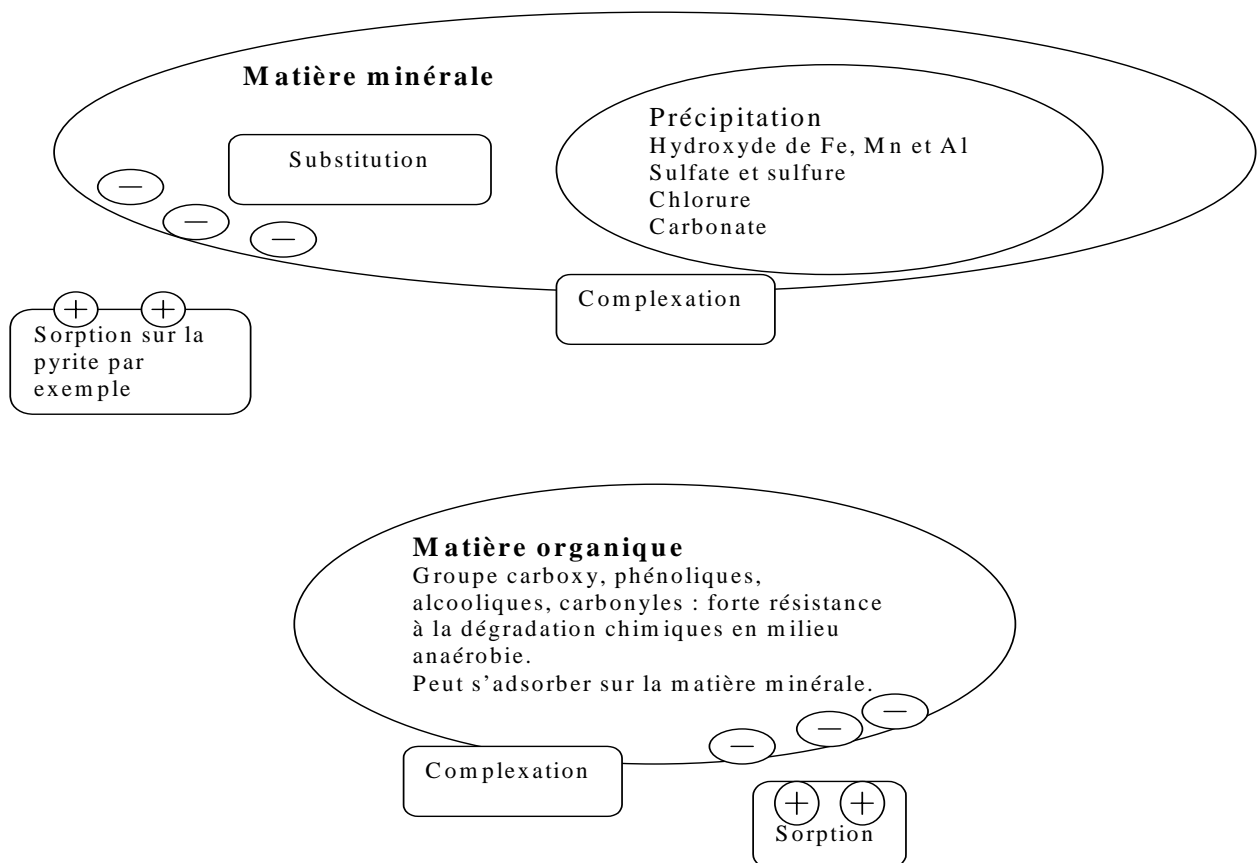 Matière minérale
Précipitation
Hydroxyde de Fe, Mn et Al
Sulfate et sulfure
Chlorure
Carbonate
Substitution
—
—
—
Complexation
+ +
Sorption sur la
pyrite par
exemple
Matière organique
Groupe carboxy, phénoliques,
alcooliques, carbonyles : forte résistance
à la dégradation chimiques en milieu
anaérobie.
Peut s’adsorber sur la matière minérale.
—
—
—
Complexation
+ +
Sorption